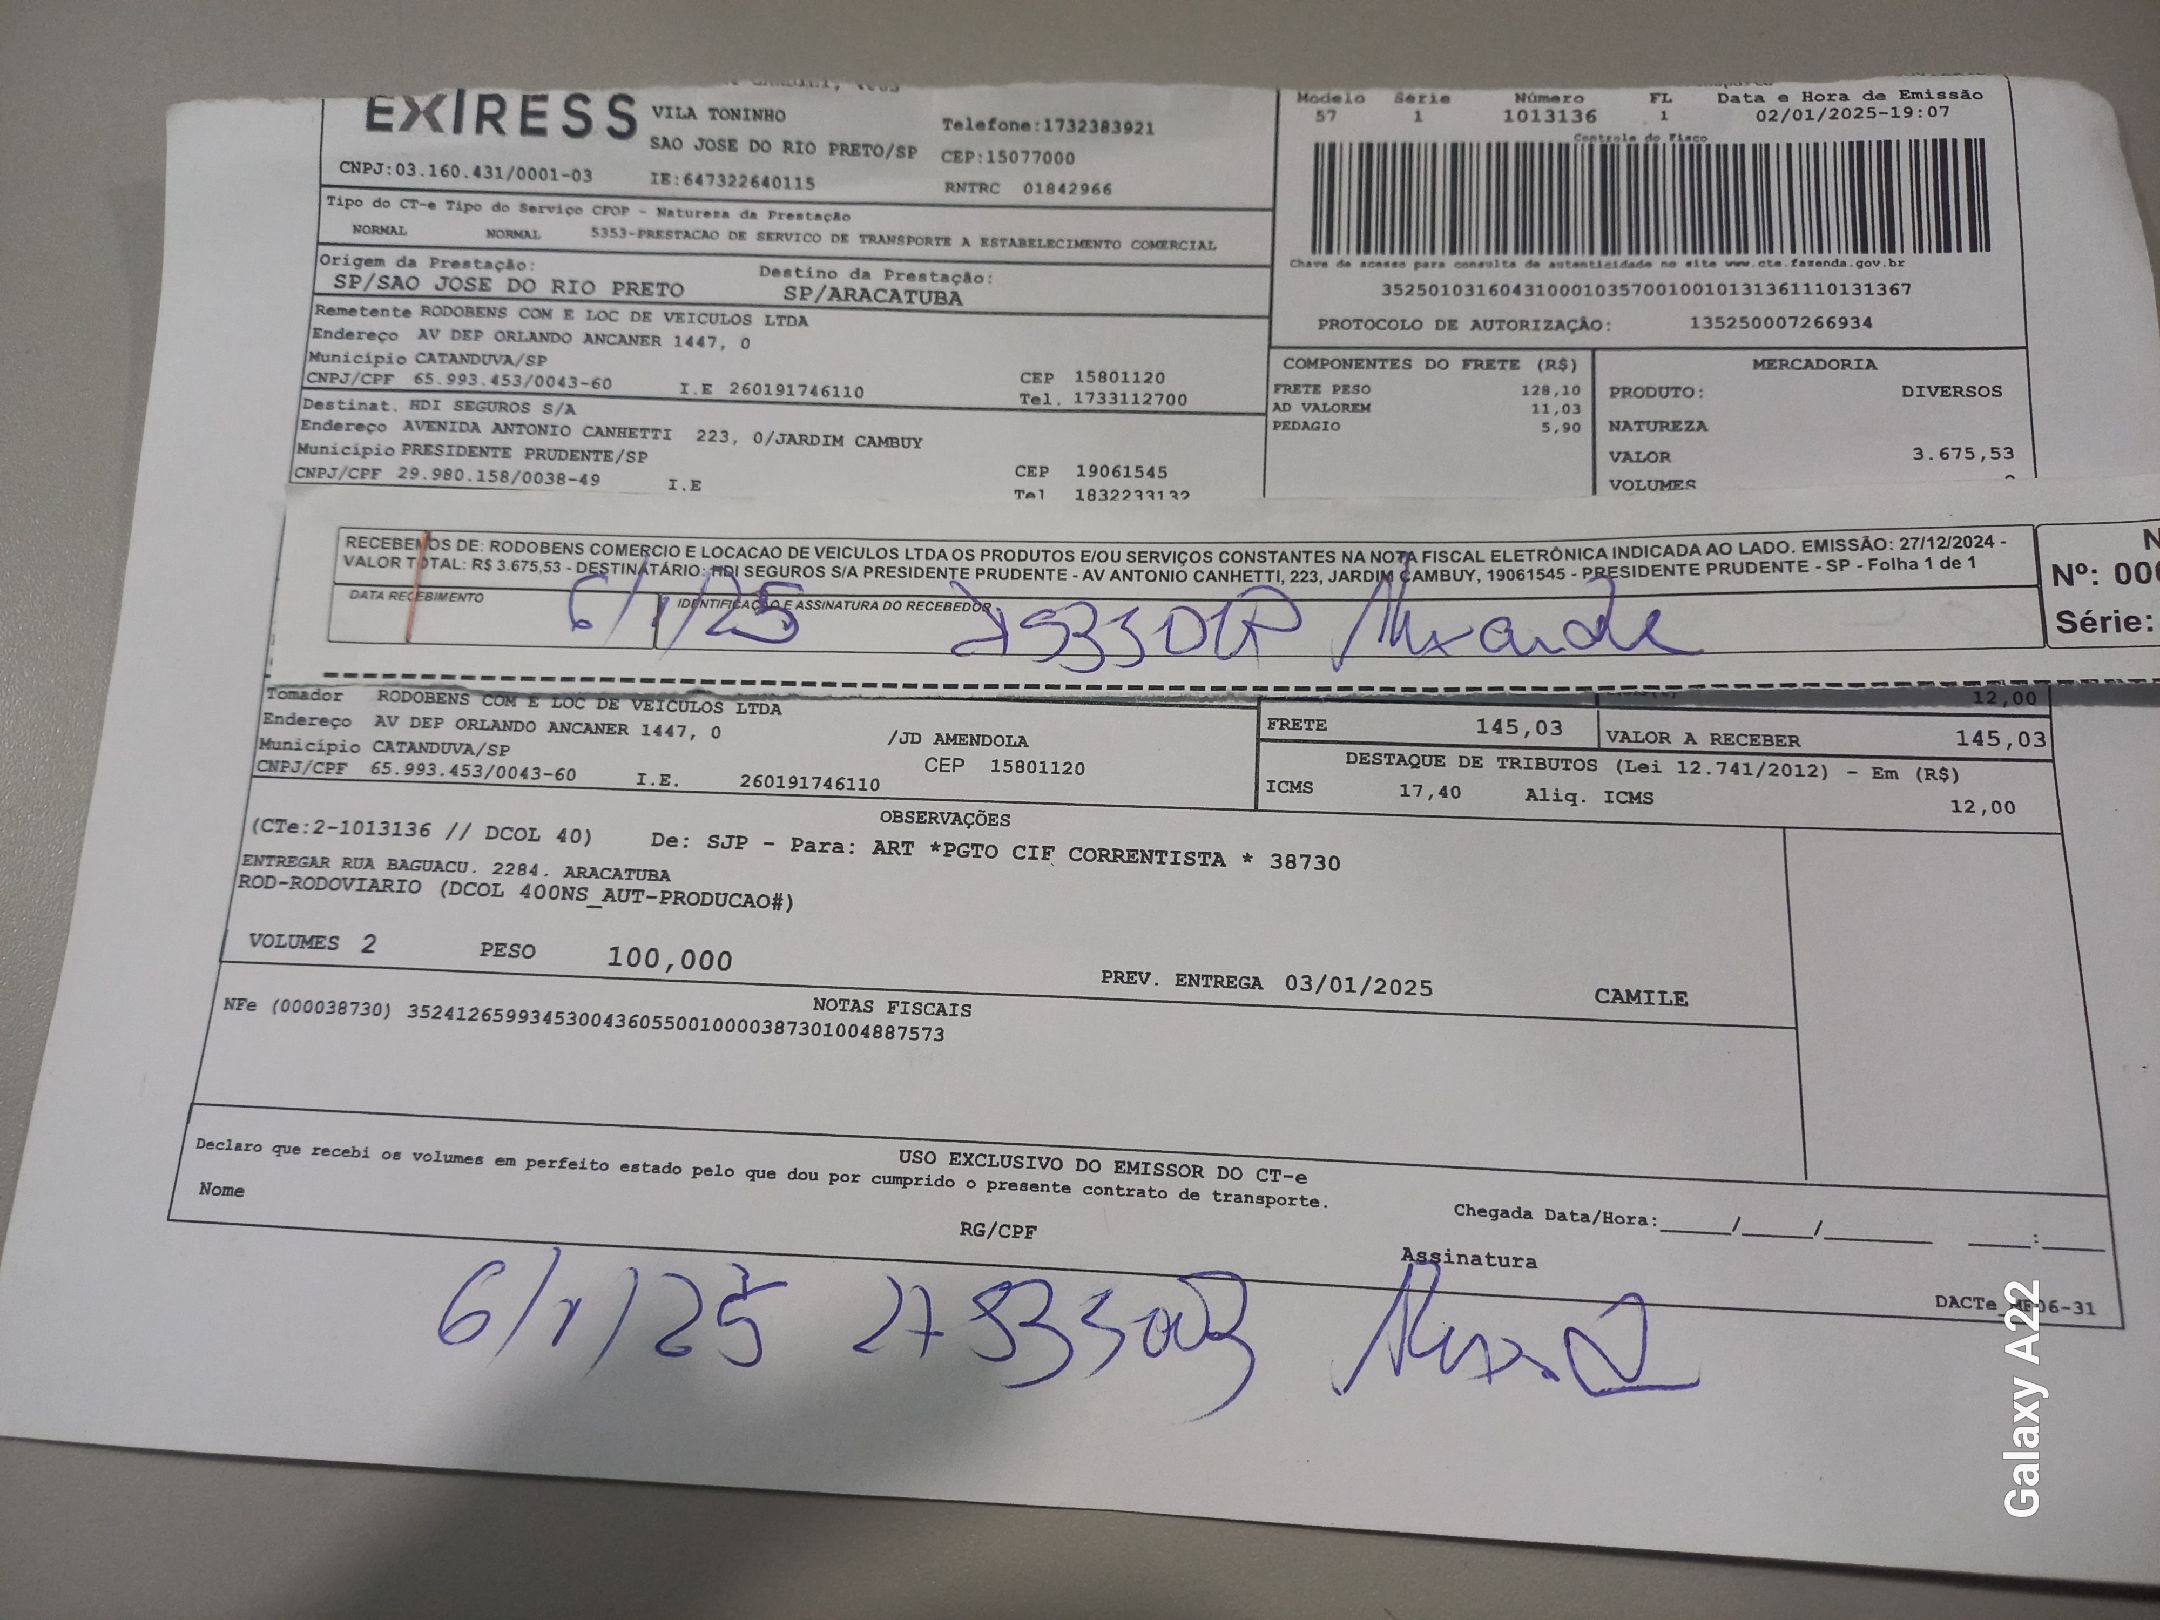 EXPRESS
VILA TONINHO
SAO JOSE DO RIO PRETO/SP
Telefone:1732383921
CEP:15077000
CNPJ:03.160.431/0001-03 IE:647322640115 RNTRC 01842966
Modelo Série Número FL Data e Hora de Emissão
57 1 1013136 1 02/01/2025-19:07
Controle do Fisco
Tipo do CT-e Tipo do Serviço CFOP - Natureza da Prestação
NORMAL NORMAL 5353-PRESTACAO DE SERVICO DE TRANSPORTE A ESTABELECIMENTO COMERCIAL
Chave de acesso para consulta de autenticidade no site www.cte.fazenda.gov.br
35250103160431000103570010010131361110131367
PROTOCOLO DE AUTORIZAÇÃO: 135250007266934
Origem da Prestação: Destino da Prestação:
SP/SAO JOSE DO RIO PRETO SP/ARACATUBA
Remetente RODOBENS COM E LOC DE VEICULOS LTDA
Endereço AV DEP ORLANDO ANCANER 1447, 0
Município CATANDUVA/SP CEP 15801120
CNPJ/CPF 65.993.453/0043-60 I.E 260191746110 Tel. 1733112700
Destinat. HDI SEGUROS S/A
Endereço AVENIDA ANTONIO CANHETTI 223, 0/JARDIM CAMBUY
Município PRESIDENTE PRUDENTE/SP CEP 19061545
CNPJ/CPF 29.980.158/0038-49 I.E Tel 1832233132
COMPONENTES DO FRETE (R$)
FRETE PESO 128,10
AD VALOREM 11,03
PEDAGIO 5,90
MERCADORIA
PRODUTO: DIVERSOS
NATUREZA
VALOR 3.675,53
VOLUMES
RECEBEMOS DE: RODOBENS COMERCIO E LOCACAO DE VEICULOS LTDA OS PRODUTOS E/OU SERVIÇOS CONSTANTES NA NOTA FISCAL ELETRÔNICA INDICADA AO LADO. EMISSÃO: 27/12/2024 -
VALOR TOTAL: R$ 3.675,53 - DESTINATÁRIO: HDI SEGUROS S/A PRESIDENTE PRUDENTE - AV ANTONIO CANHETTI, 223, JARDIM CAMBUY, 19061545 - PRESIDENTE PRUDENTE - SP - Folha 1 de 1
DATA RECEBIMENTO IDENTIFICAÇÃO E ASSINATURA DO RECEBEDOR
6/1/25
Nº: 00
Série:
Tomador RODOBENS COM E LOC DE VEICULOS LTDA
Endereço AV DEP ORLANDO ANCANER 1447, 0 /JD AMENDOLA
Município CATANDUVA/SP CEP 15801120
CNPJ/CPF 65.993.453/0043-60 I.E. 260191746110
12,00
FRETE 145,03 VALOR A RECEBER 145,03
DESTAQUE DE TRIBUTOS (Lei 12.741/2012) - Em (R$)
ICMS 17,40 Aliq. ICMS 12,00
OBSERVAÇÕES
(CTe:2-1013136 // DCOL 40) De: SJP - Para: ART *PGTO CIF CORRENTISTA * 38730
ENTREGAR RUA BAGUACU. 2284. ARACATUBA
ROD-RODOVIARIO (DCOL 400NS_AUT-PRODUCAO#)
VOLUMES 2 PESO 100,000 PREV. ENTREGA 03/01/2025 CAMILE
NOTAS FISCAIS
NFe (000038730) 35241265993453004360550010000387301004887573
USO EXCLUSIVO DO EMISSOR DO CT-e
Declaro que recebi os volumes em perfeito estado pelo que dou por cumprido o presente contrato de transporte.
Nome RG/CPF Assinatura
Chegada Data/Hora:_____/_____/________ ____:____
DACTe_MF06-31
6/1/25
Galaxy A22